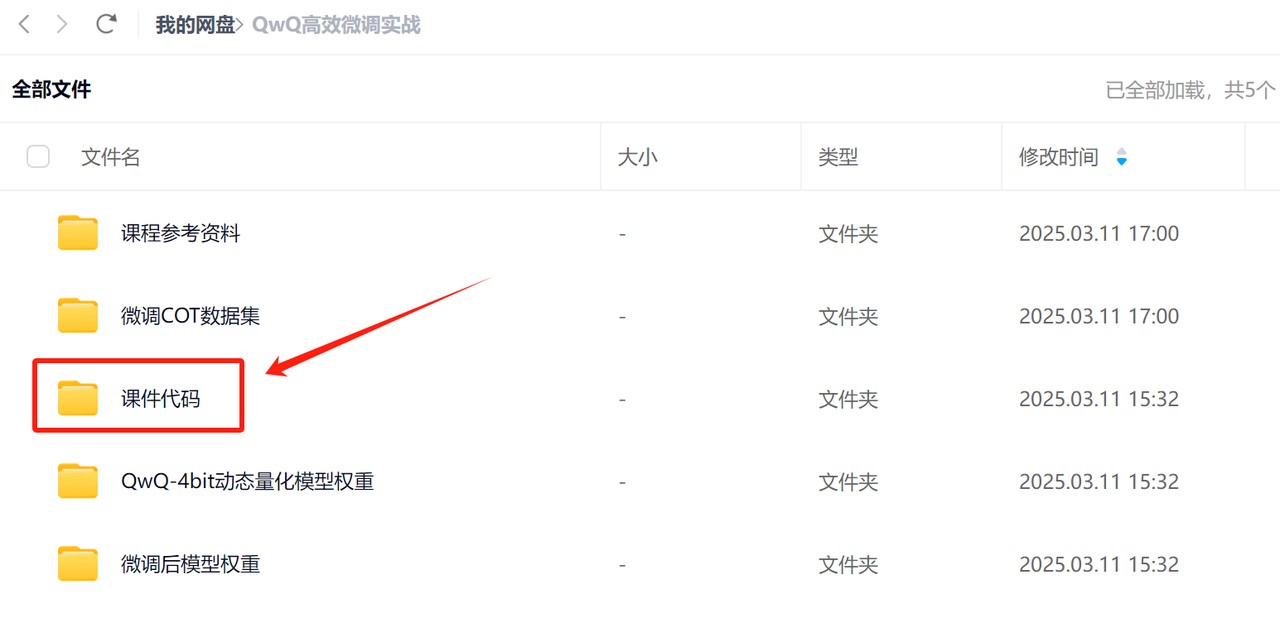 我的网盘> QwQ高效微调实战
全部文件 已全部加载，共5个
文件名 大小 类型 修改时间
课程参考资料 - 文件夹 2025.03.11 17:00
微调COT数据集 - 文件夹 2025.03.11 17:00
课件代码 - 文件夹 2025.03.11 15:32
QwQ-4bit动态量化模型权重 - 文件夹 2025.03.11 15:32
微调后模型权重 - 文件夹 2025.03.11 15:32